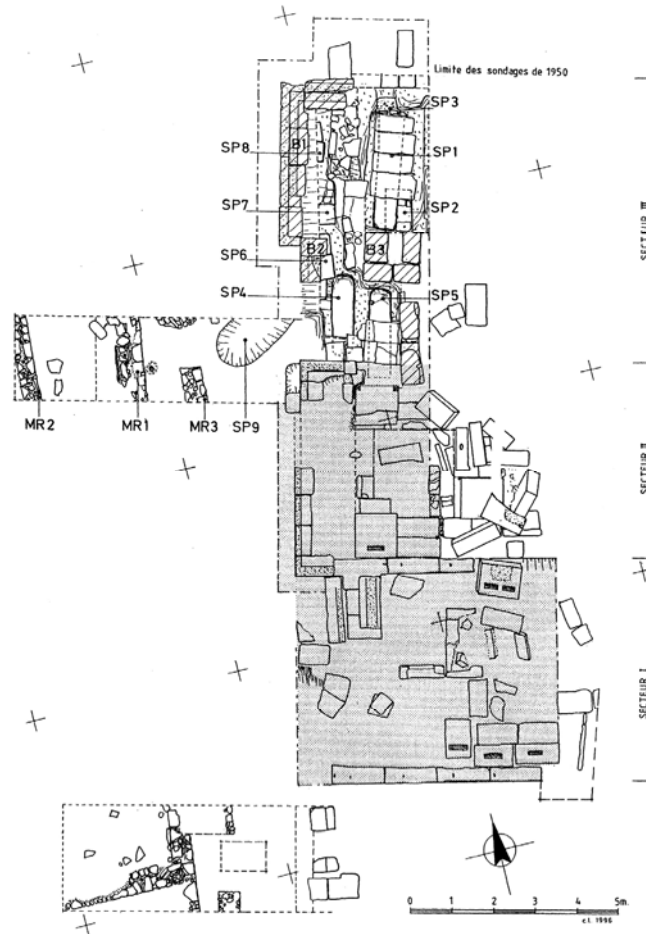 Limite des sondages de 1950
SP3
SP8
B1
SP1
SP7
SP2
SECTEUR III
B2
B3
SP6
SP4
SP5
MR2
MR1
MR3
SP9
SECTEUR II
SECTEUR I
0 1 2 3 4 5m.
c.l. 1996